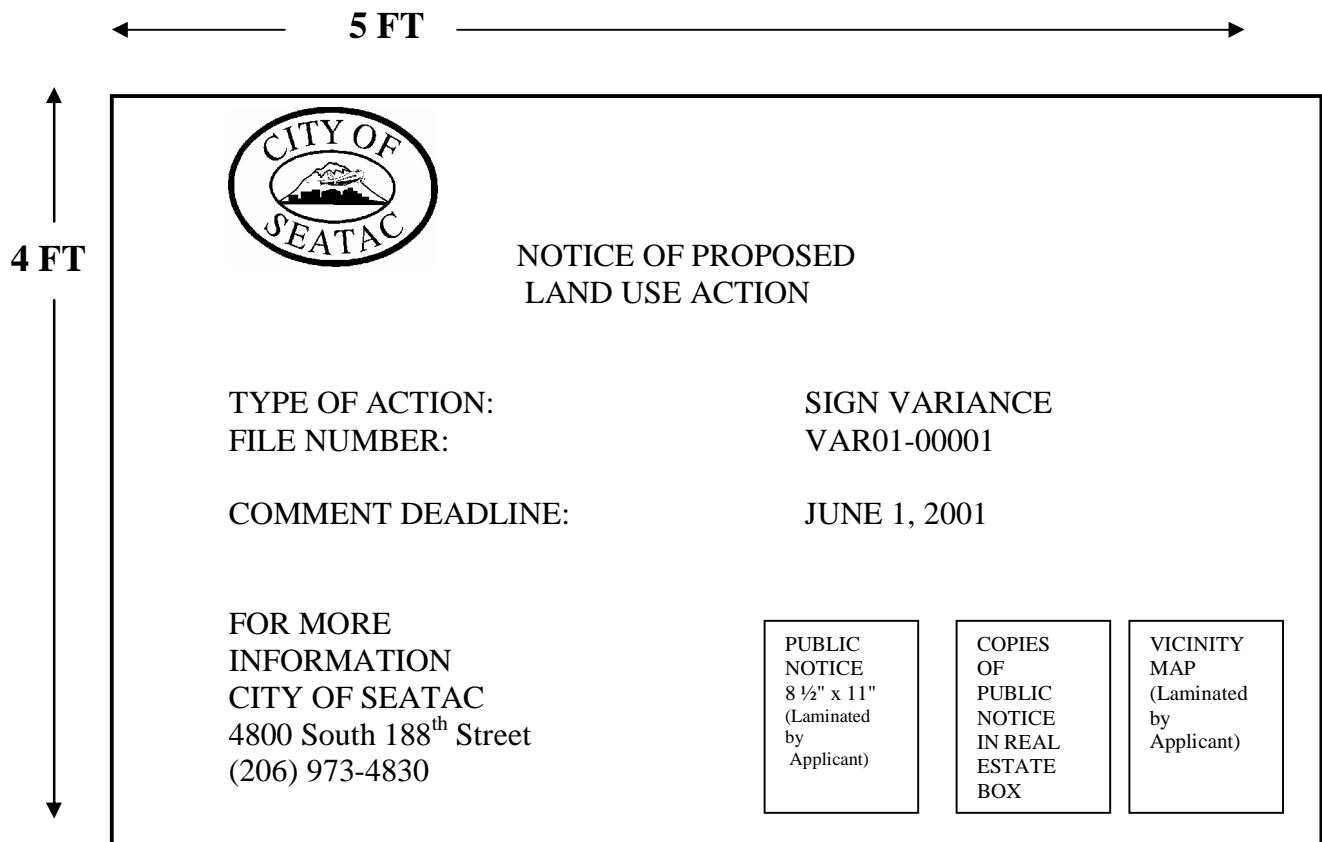 5 FT
4 FT
CITY OF
SEATAC
NOTICE OF PROPOSED
LAND USE ACTION
TYPE OF ACTION: SIGN VARIANCE
FILE NUMBER: VAR01-00001
COMMENT DEADLINE: JUNE 1, 2001
FOR MORE
INFORMATION
CITY OF SEATAC
4800 South 188th Street
(206) 973-4830
PUBLIC
NOTICE
8 ½" x 11"
(Laminated
by
Applicant)
COPIES
OF
PUBLIC
NOTICE
IN REAL
ESTATE
BOX
VICINITY
MAP
(Laminated
by
Applicant)